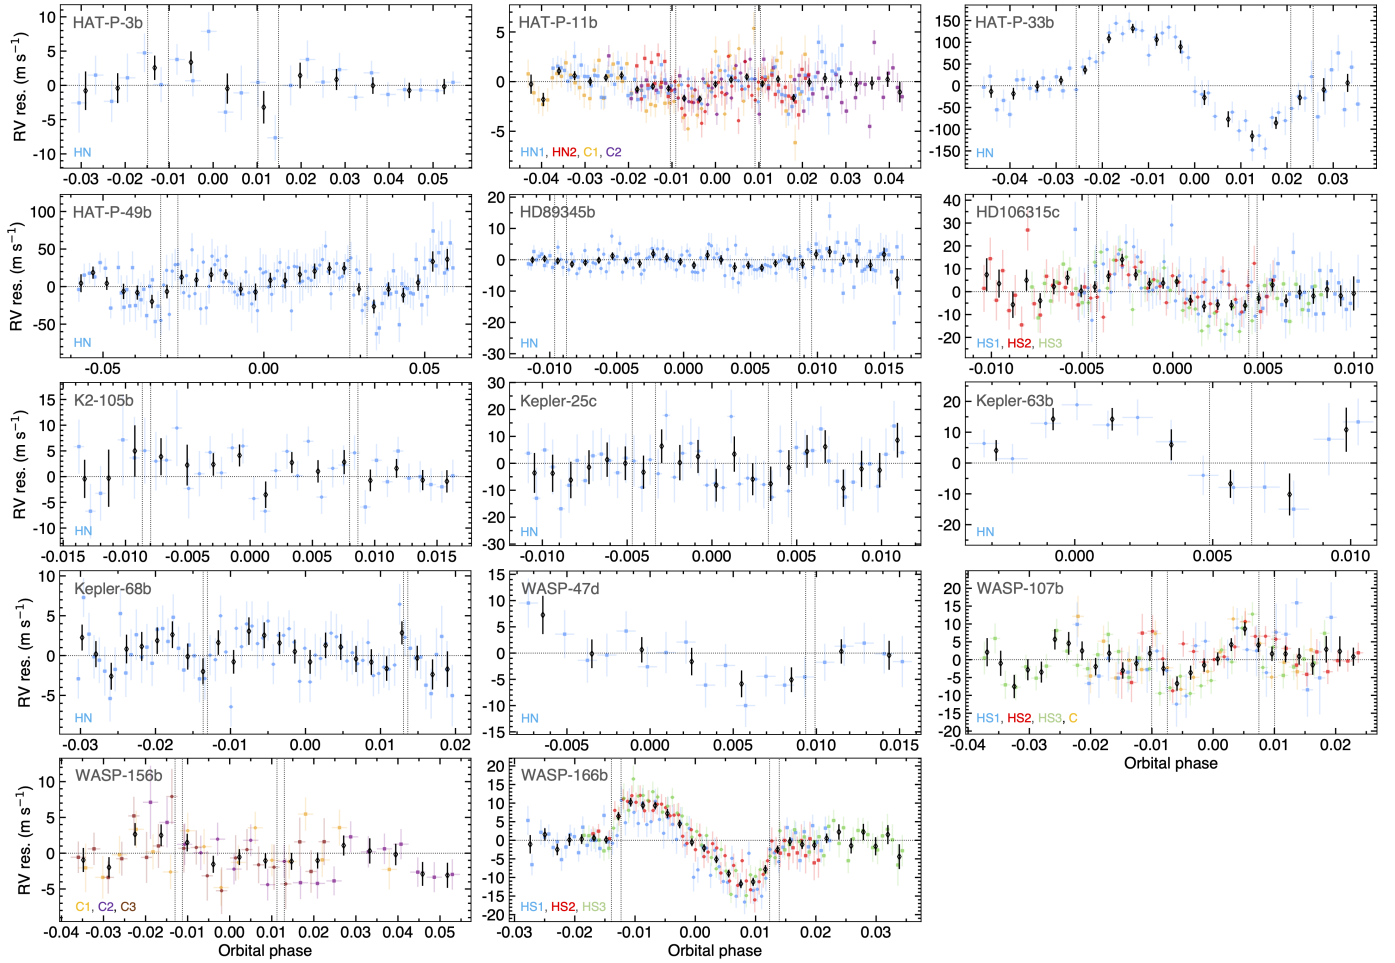 HAT-P-3b
RV res. (m s⁻¹)
10
5
0
-5
-10
HN
-0.03 -0.02 -0.01 0.00 0.01 0.02 0.03 0.04 0.05
HAT-P-11b
5
0
-5
HN1, HN2, C1, C2
-0.04 -0.03 -0.02 -0.01 0.00 0.01 0.02 0.03 0.04
HAT-P-33b
150
100
50
0
-50
-100
-150
HN
-0.04 -0.03 -0.02 -0.01 0.00 0.01 0.02 0.03
HAT-P-49b
RV res. (m s⁻¹)
100
50
0
-50
HN
-0.05 0.00 0.05
HD89345b
20
10
0
-10
-20
-30
HN
-0.010 -0.005 0.000 0.005 0.010 0.015
HD106315c
40
30
20
10
0
-10
-20
HS1, HS2, HS3
-0.010 -0.005 0.000 0.005 0.010
K2-105b
RV res. (m s⁻¹)
15
10
5
0
-5
-10
HN
-0.015 -0.010 -0.005 0.000 0.005 0.010 0.015
Kepler-25c
30
20
10
0
-10
-20
-30
HN
-0.010 -0.005 0.000 0.005 0.010
Kepler-63b
20
10
0
-10
-20
HN
0.000 0.005 0.010
Kepler-68b
RV res. (m s⁻¹)
10
5
0
-5
HN
-0.03 -0.02 -0.01 0.00 0.01 0.02
WASP-47d
15
10
5
0
-5
-10
-15
HN
-0.005 0.000 0.005 0.010 0.015
WASP-107b
20
15
10
5
0
-5
-10
-15
-20
HS1, HS2, HS3, C
-0.04 -0.03 -0.02 -0.01 0.00 0.01 0.02
Orbital phase
WASP-156b
RV res. (m s⁻¹)
10
5
0
-5
C1, C2, C3
-0.04 -0.03 -0.02 -0.01 0.00 0.01 0.02 0.03 0.04 0.05
Orbital phase
WASP-166b
20
15
10
5
0
-5
-10
-15
-20
HS1, HS2, HS3
-0.03 -0.02 -0.01 0.00 0.01 0.02 0.03
Orbital phase